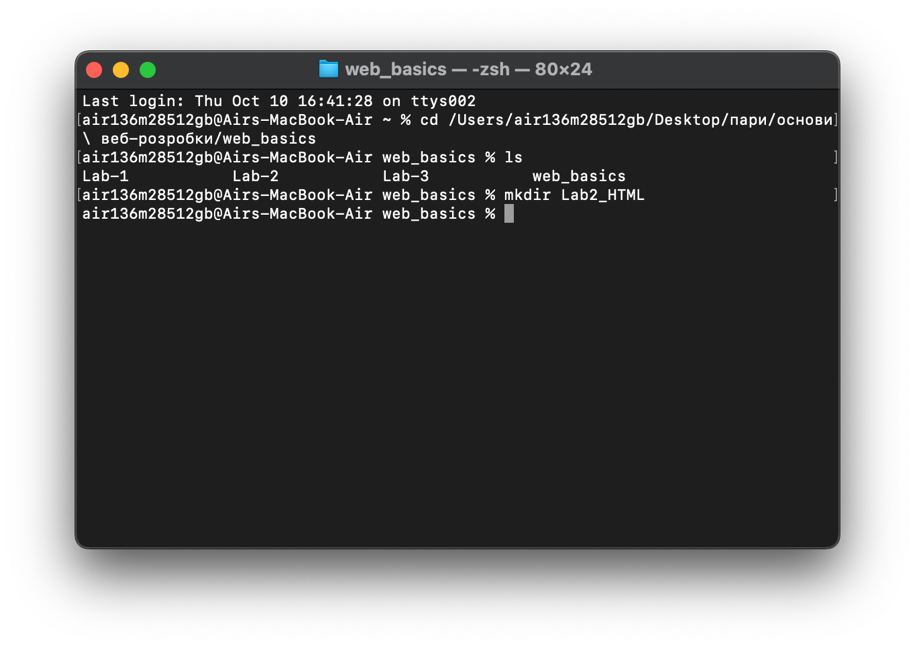 web_basics — -zsh — 80×24
Last login: Thu Oct 10 16:41:28 on ttys002
[air136m28512gb@Airs-MacBook-Air ~ % cd /Users/air136m28512gb/Desktop/пари/основи]
\ веб-розробки/web_basics
[air136m28512gb@Airs-MacBook-Air web_basics % ls ]
Lab-1 Lab-2 Lab-3 web_basics
[air136m28512gb@Airs-MacBook-Air web_basics % mkdir Lab2_HTML ]
air136m28512gb@Airs-MacBook-Air web_basics %